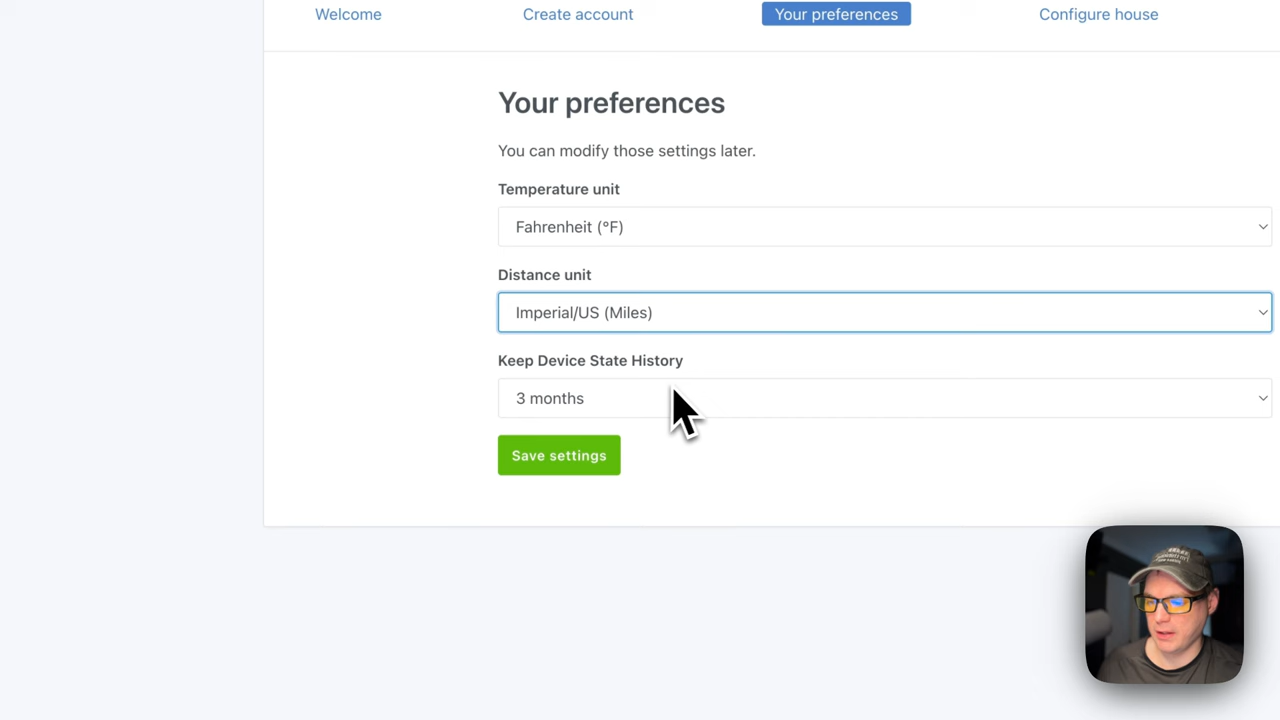 Welcome
Create account
Your preferences
Configure house
Your preferences
You can modify those settings later.
Temperature unit
Fahrenheit (°F)
Distance unit
Imperial/US (Miles)
Keep Device State History
3 months
Save settings